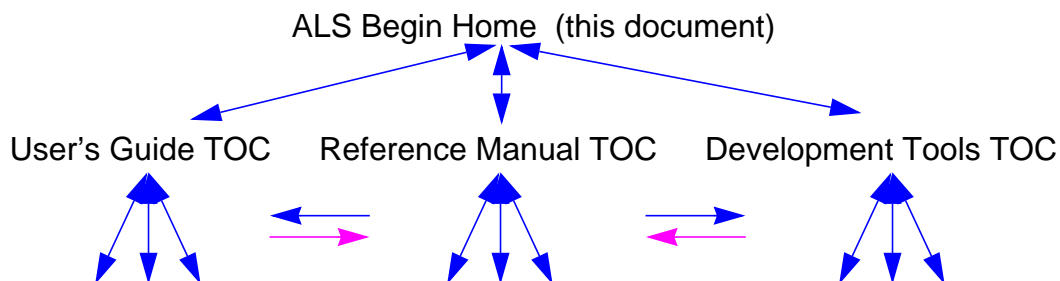 ALS Begin Home (this document)
User's Guide TOC Reference Manual TOC Development Tools TOC